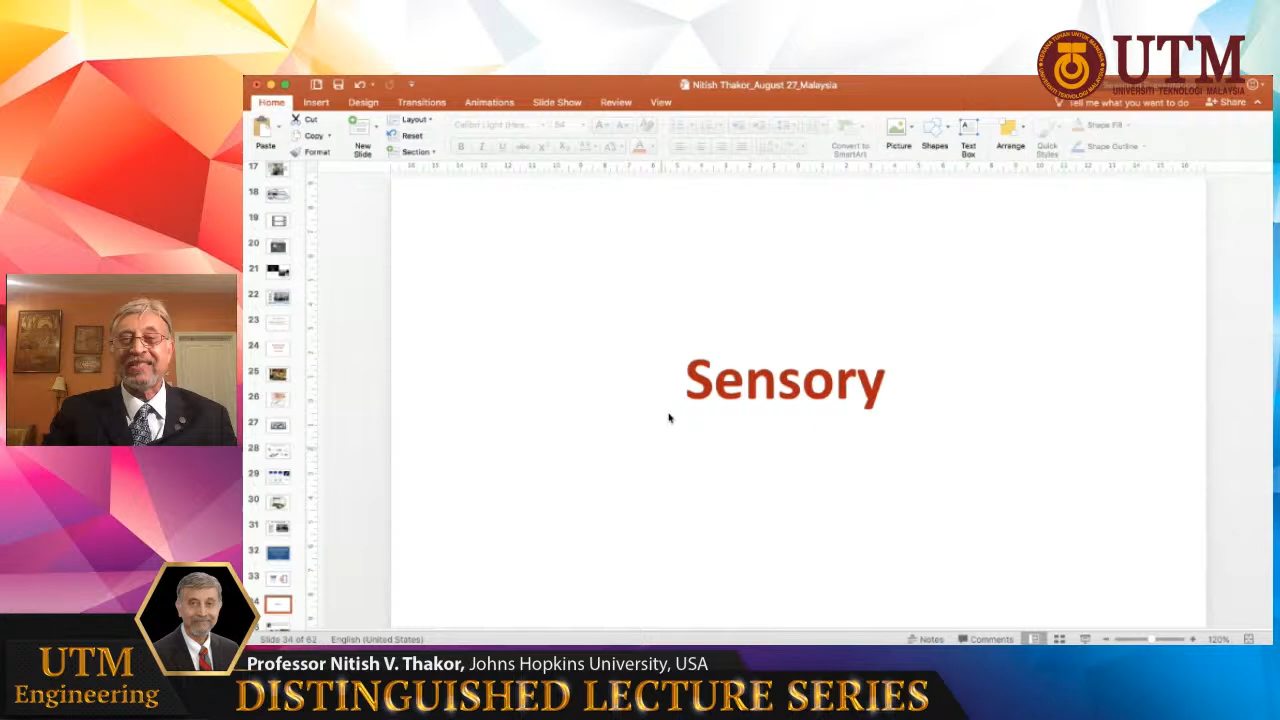 UTM
UNIVERSITI TEKNOLOGI MALAYSIA
Nitish Thakor_August 27_Malaysia
Home Insert Design Transitions Animations Slide Show Review View Tell me what you want to do Share
Paste
Cut
Copy
Format
New Slide
Layout
Reset
Section
Calibri Light (Hea... 54
Convert to SmartArt
Picture
Shapes
Text Box
Arrange
Quick Styles
Shape Fill
Shape Outline
17
18
19
20
21
22
23
24
25
26
27
28
29
30
31
32
33
Sensory
Slide 34 of 62 English (United States) Notes Comments 120%
Professor Nitish V. Thakor, Johns Hopkins University, USA
UTM
Engineering
DISTINGUISHED LECTURE SERIES